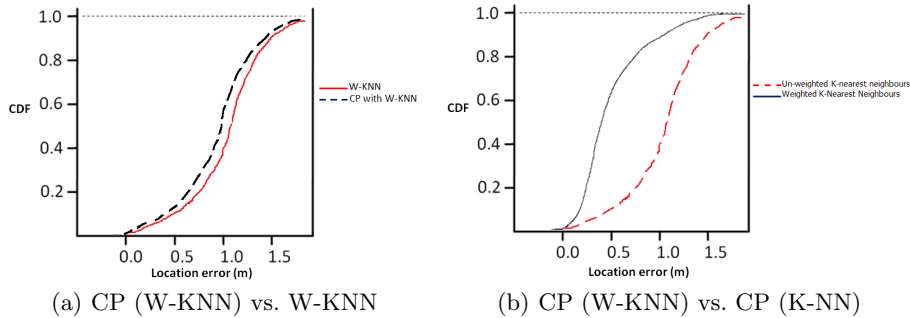 1.0
0.8
0.6
0.4
0.2
CDF
0.0 0.5 1.0 1.5
Location error (m)
W-KNN
CP with W-KNN
(a) CP (W-KNN) vs. W-KNN
1.0
0.8
0.6
0.4
0.2
CDF
0.0 0.5 1.0 1.5
Location error (m)
Un-weighted K-nearest neighbours
Weighted K-Nearest Neighbours
(b) CP (W-KNN) vs. CP (K-NN)